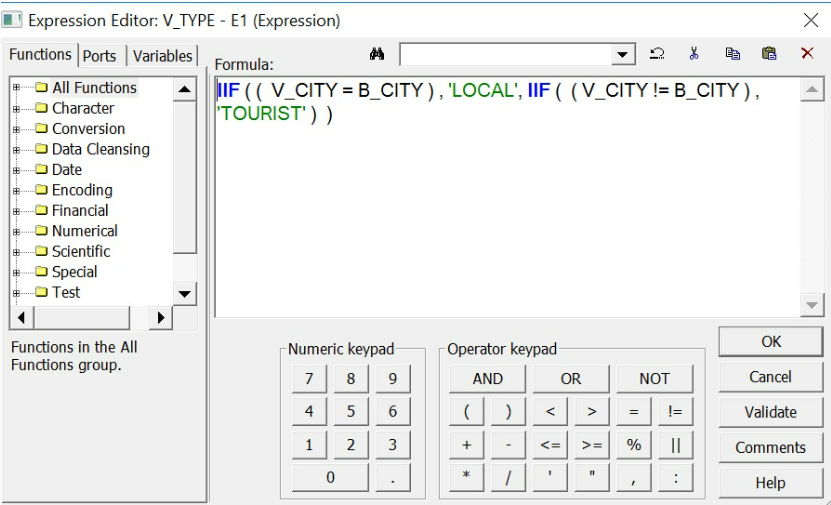 Expression Editor: V_TYPE - E1 (Expression)
Functions Ports Variables
Formula:
All Functions
Character
Conversion
Data Cleansing
Date
Encoding
Financial
Numerical
Scientific
Special
Test
IIF ( ( V_CITY = B_CITY ) , 'LOCAL', IIF ( ( V_CITY != B_CITY ) ,
'TOURIST' ) )
Functions in the All
Functions group.
Numeric keypad
7 8 9
4 5 6
1 2 3
0 .
Operator keypad
AND OR NOT
( ) < > = !=
+ - <= >= % ||
* / ' " , :
OK
Cancel
Validate
Comments
Help